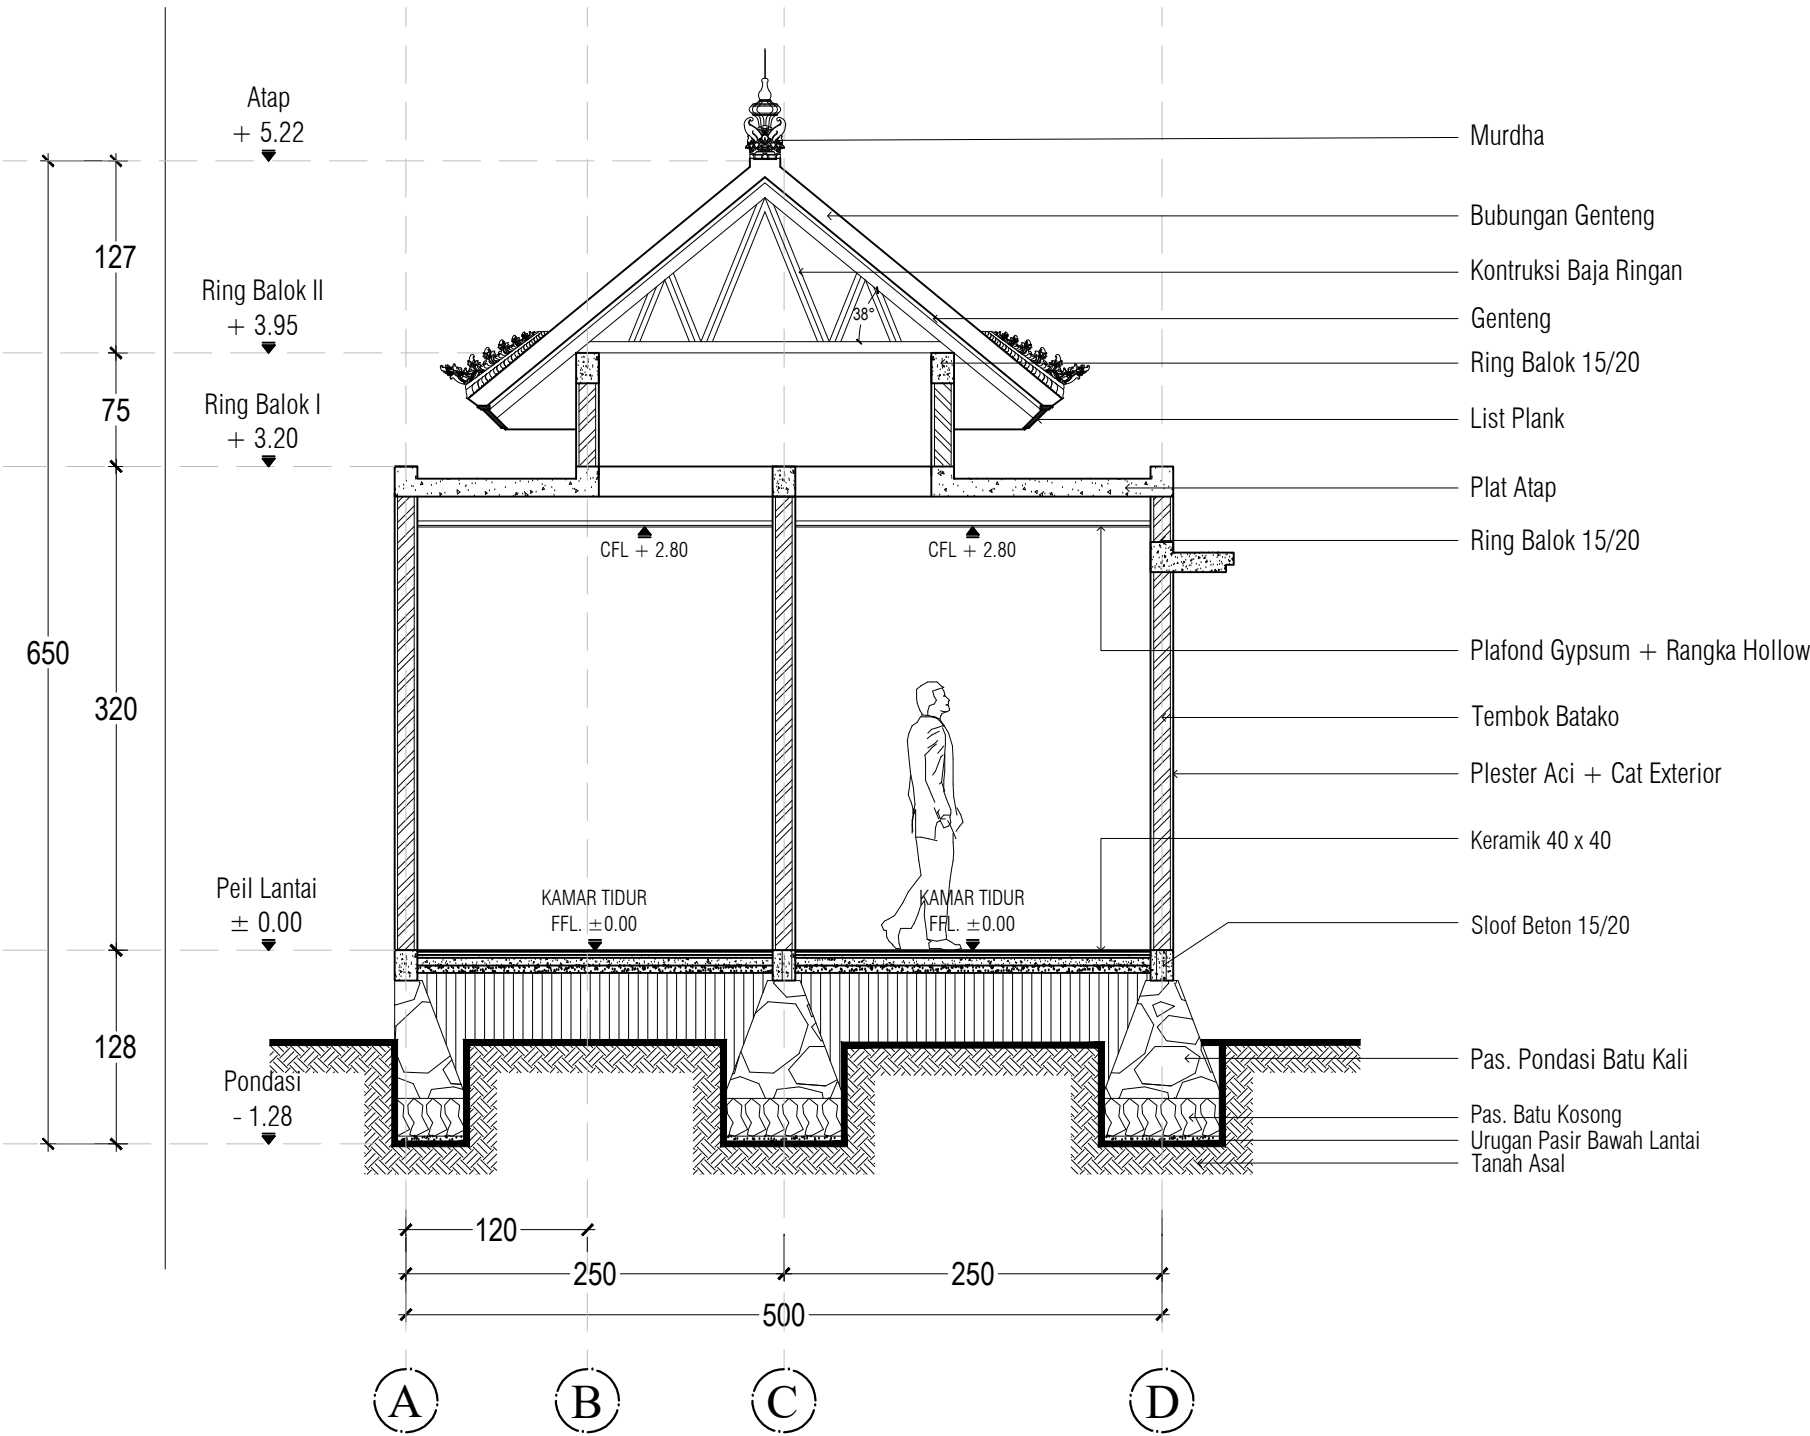 Atap
+ 5.22
Murdha
Bubungan Genteng
127
Kontruksi Baja Ringan
Ring Balok II
+ 3.95
38°
Genteng
Ring Balok 15/20
75
Ring Balok I
+ 3.20
List Plank
Plat Atap
CFL + 2.80
CFL + 2.80
Ring Balok 15/20
650
Plafond Gypsum + Rangka Hollow
320
Tembok Batako
Plester Aci + Cat Exterior
Keramik 40 x 40
Peil Lantai
± 0.00
KAMAR TIDUR
FFL. ±0.00
KAMAR TIDUR
FFL. ±0.00
Sloof Beton 15/20
128
Pas. Pondasi Batu Kali
Pondasi
- 1.28
Pas. Batu Kosong
Urugan Pasir Bawah Lantai
Tanah Asal
120
250
250
500
A
B
C
D